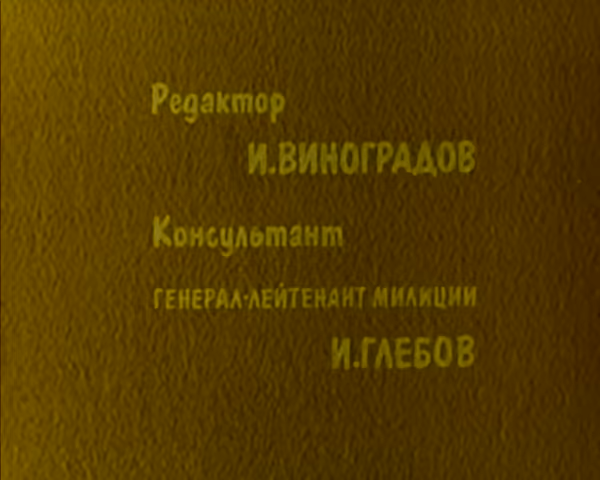 Редактор
И.ВИНОГРАДОВ
Консультант
ГЕНЕРАЛ-ЛЕЙТЕНАНТ МИЛИЦИИ
И.ГЛЕБОВ